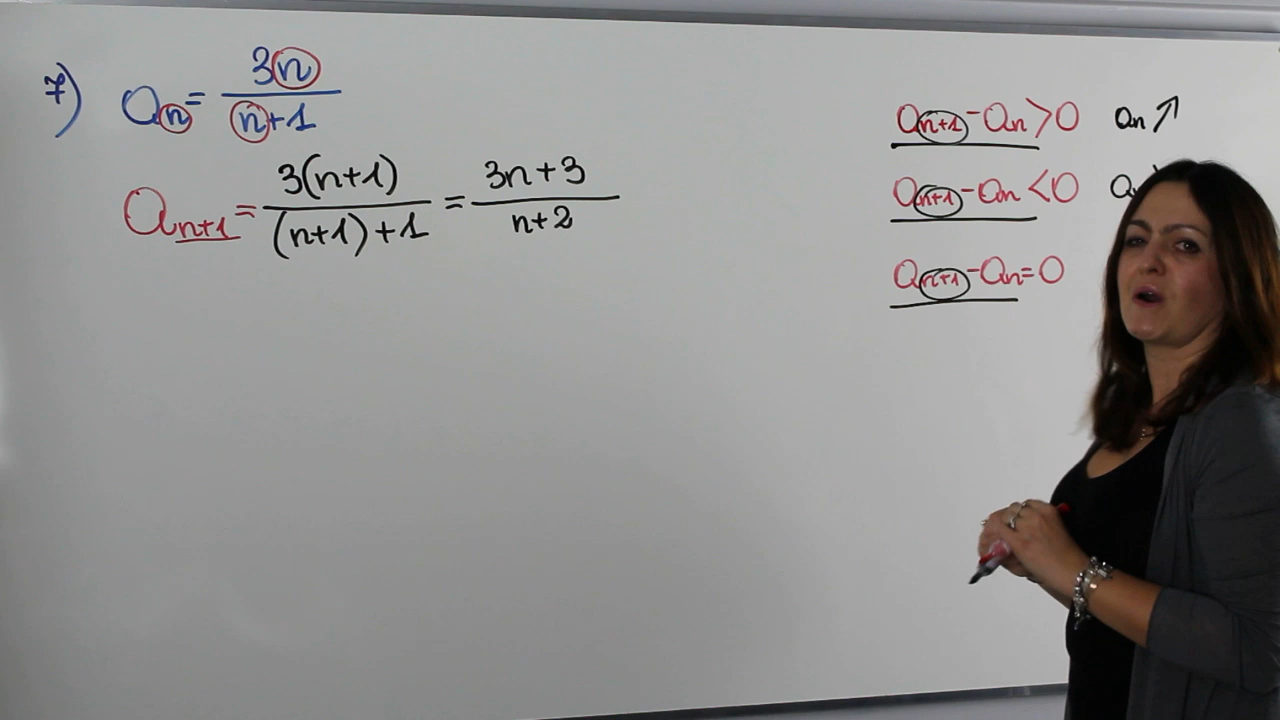 7) aₙ = 3n / n+1
aₙ₊₁ = 3(n+1) / (n+1)+1 = 3n+3 / n+2
aₙ₊₁ - aₙ > 0 aₙ ↗
aₙ₊₁ - aₙ < 0 aₙ
aₙ₊₁ - aₙ = 0